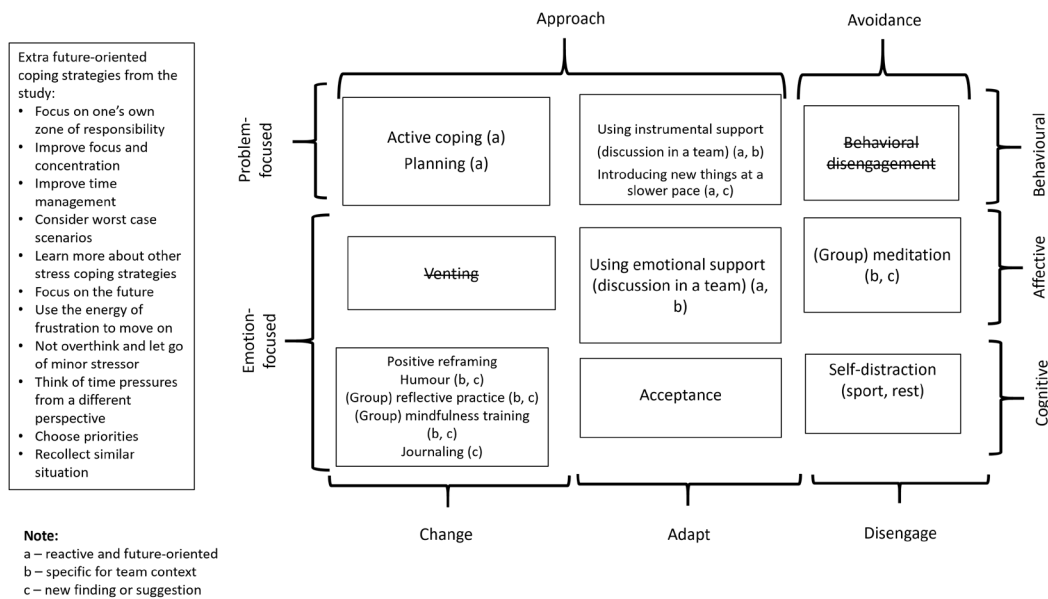 Approach
Avoidance
Extra future-oriented
coping strategies from the
study:
• Focus on one's own
zone of responsibility
• Improve focus and
concentration
• Improve time
management
• Consider worst case
scenarios
• Learn more about other
stress coping strategies
• Focus on the future
• Use the energy of
frustration to move on
• Not overthink and let go
of minor stressor
• Think of time pressures
from a different
perspective
• Choose priorities
• Recollect similar
situation
Problem-
focused
Active coping (a)
Planning (a)
Using instrumental support
(discussion in a team) (a, b)
Introducing new things at a
slower pace (a, c)
Behavioral
disengagement
Behavioural
Emotion-
focused
Venting
Using emotional support
(discussion in a team) (a,
b)
(Group) meditation
(b, c)
Affective
Positive reframing
Humour (b, c)
(Group) reflective practice (b, c)
(Group) mindfulness training
(b, c)
Journaling (c)
Acceptance
Self-distraction
(sport, rest)
Cognitive
Change
Adapt
Disengage
Note:
a – reactive and future-oriented
b – specific for team context
c – new finding or suggestion